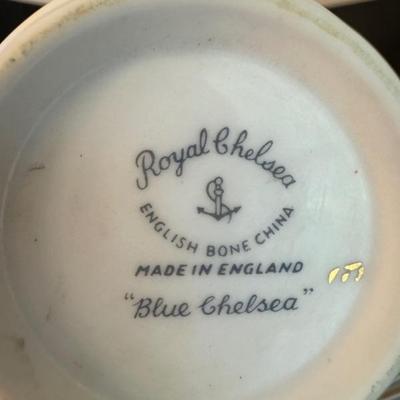 Royal Chelsea
ENGLISH BONE CHINA
MADE IN ENGLAND
"Blue Chelsea"